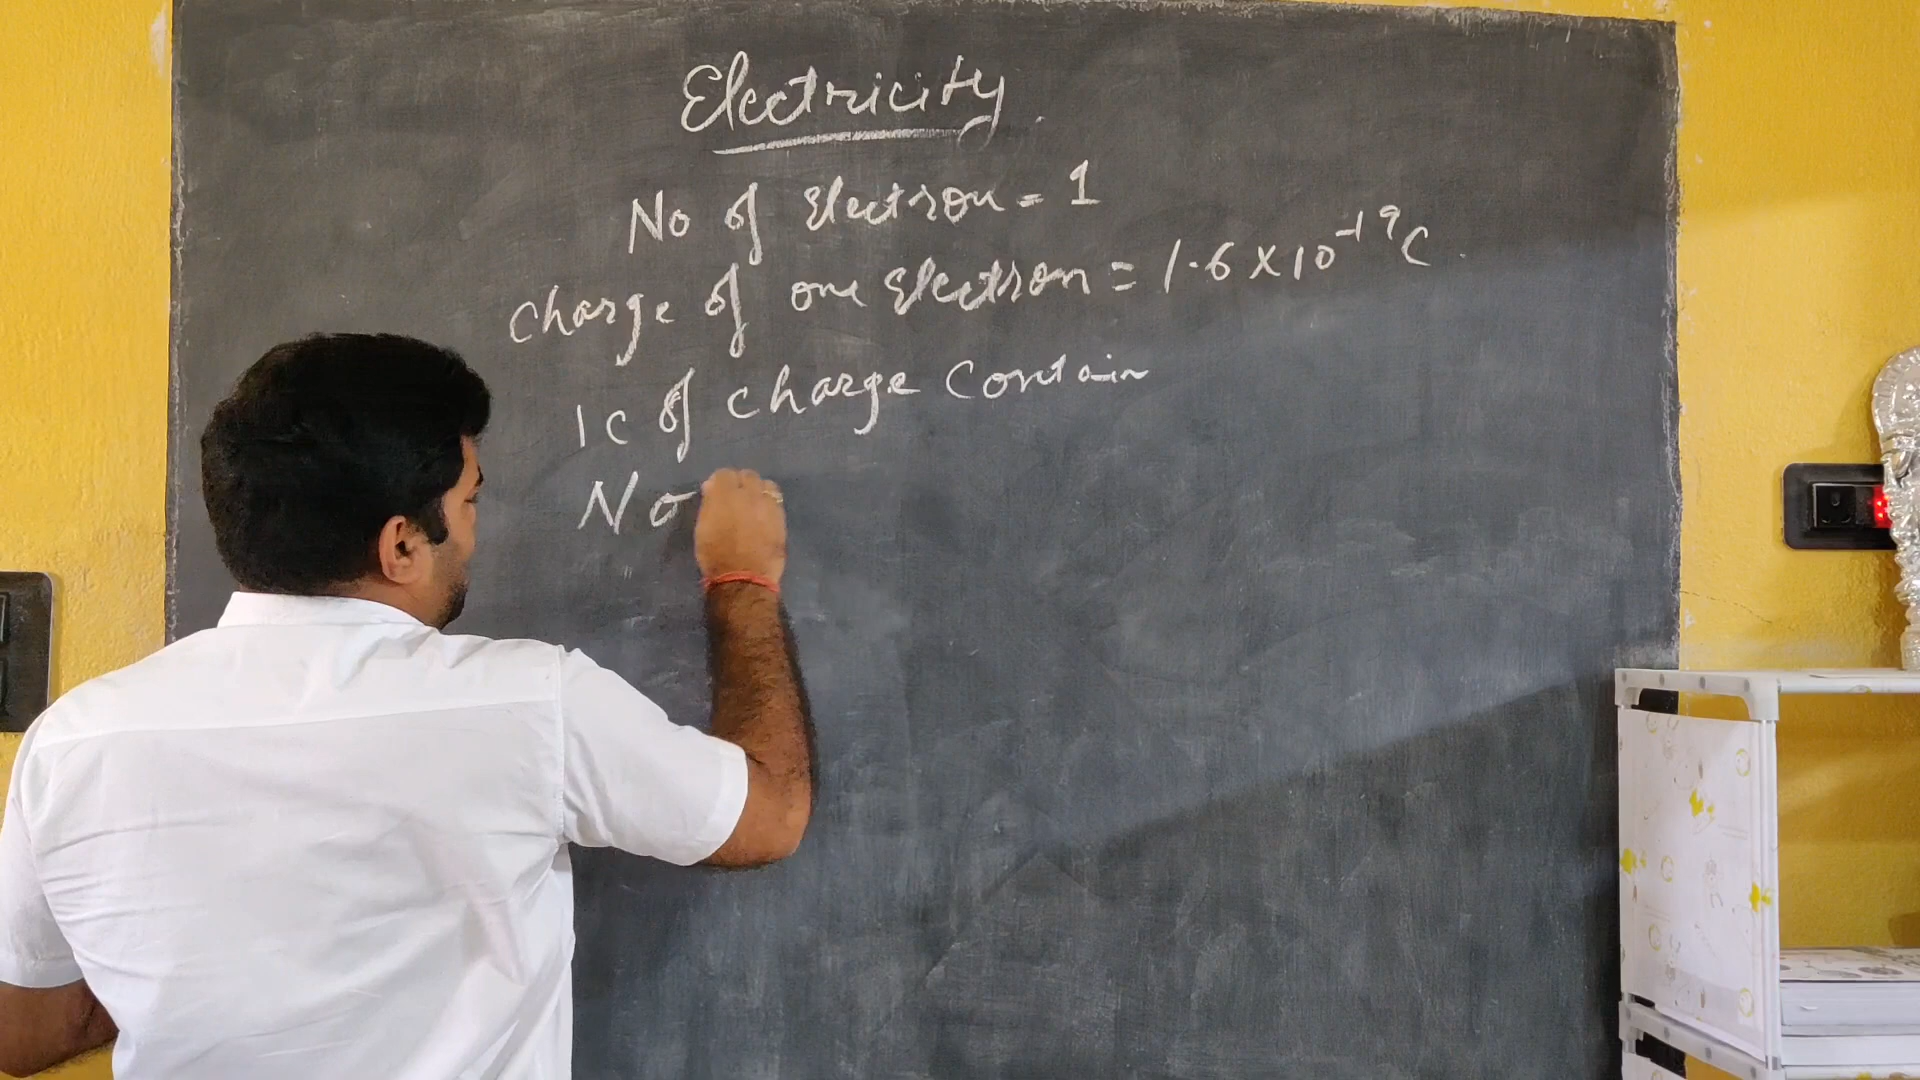 Electricity
No of Electron = 1
Charge of one Electron = 1.6 × 10⁻¹⁹ C
1C of Charge Contain
No